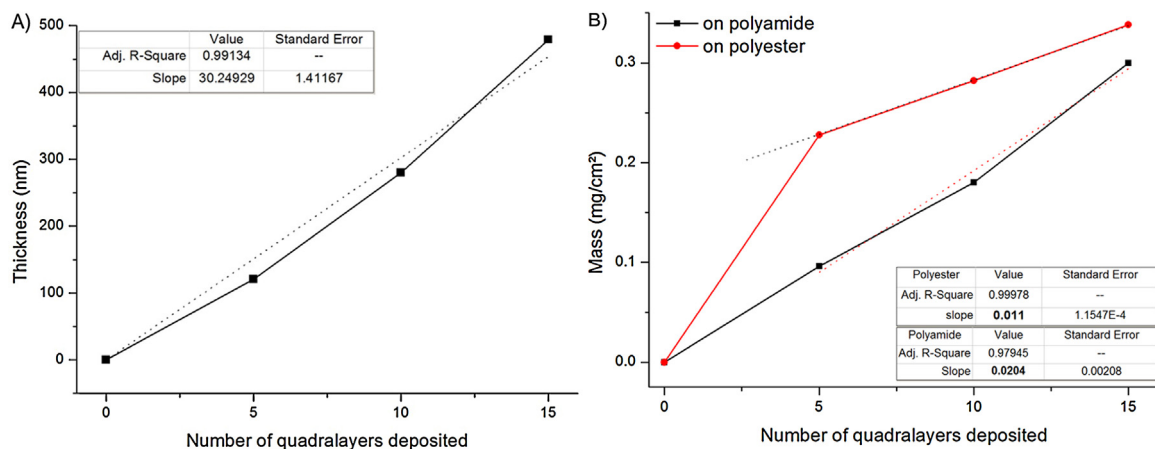 A)
Value Standard Error
Adj. R-Square 0.99134 --
Slope 30.24929 1.41167
500
400
300
200
100
0
Thickness (nm)
0 5 10 15
Number of quadralayers deposited
B)
on polyamide
on polyester
0.3
0.2
0.1
0.0
Mass (mg/cm²)
Polyester Value Standard Error
Adj. R-Square 0.99978 --
slope 0.011 1.1547E-4
Polyamide Value Standard Error
Adj. R-Square 0.97945 --
Slope 0.0204 0.00208
0 5 10 15
Number of quadralayers deposited